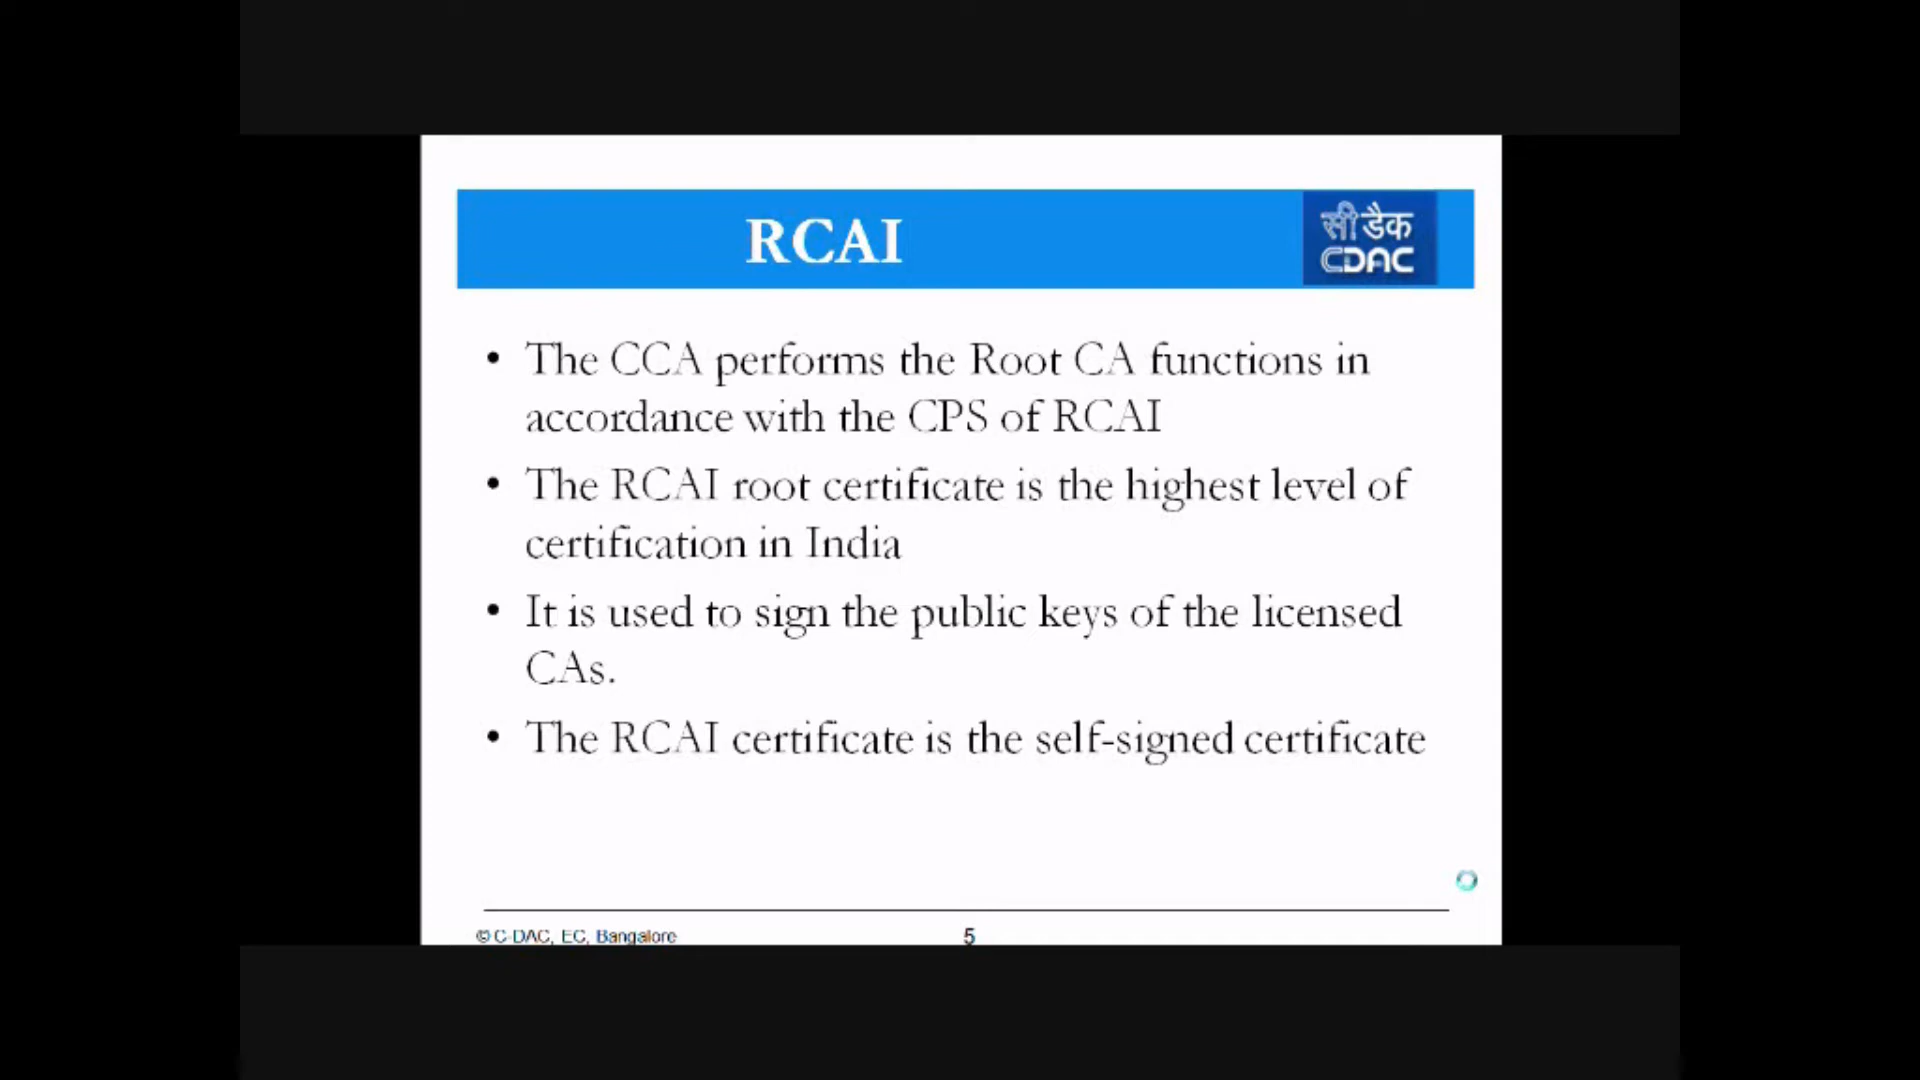 RCAI
सी डैक
CDAC
• The CCA performs the Root CA functions in
accordance with the CPS of RCAI
• The RCAI root certificate is the highest level of
certification in India
• It is used to sign the public keys of the licensed
CAs.
• The RCAI certificate is the self-signed certificate
© C-DAC, EC, Bangalore
5